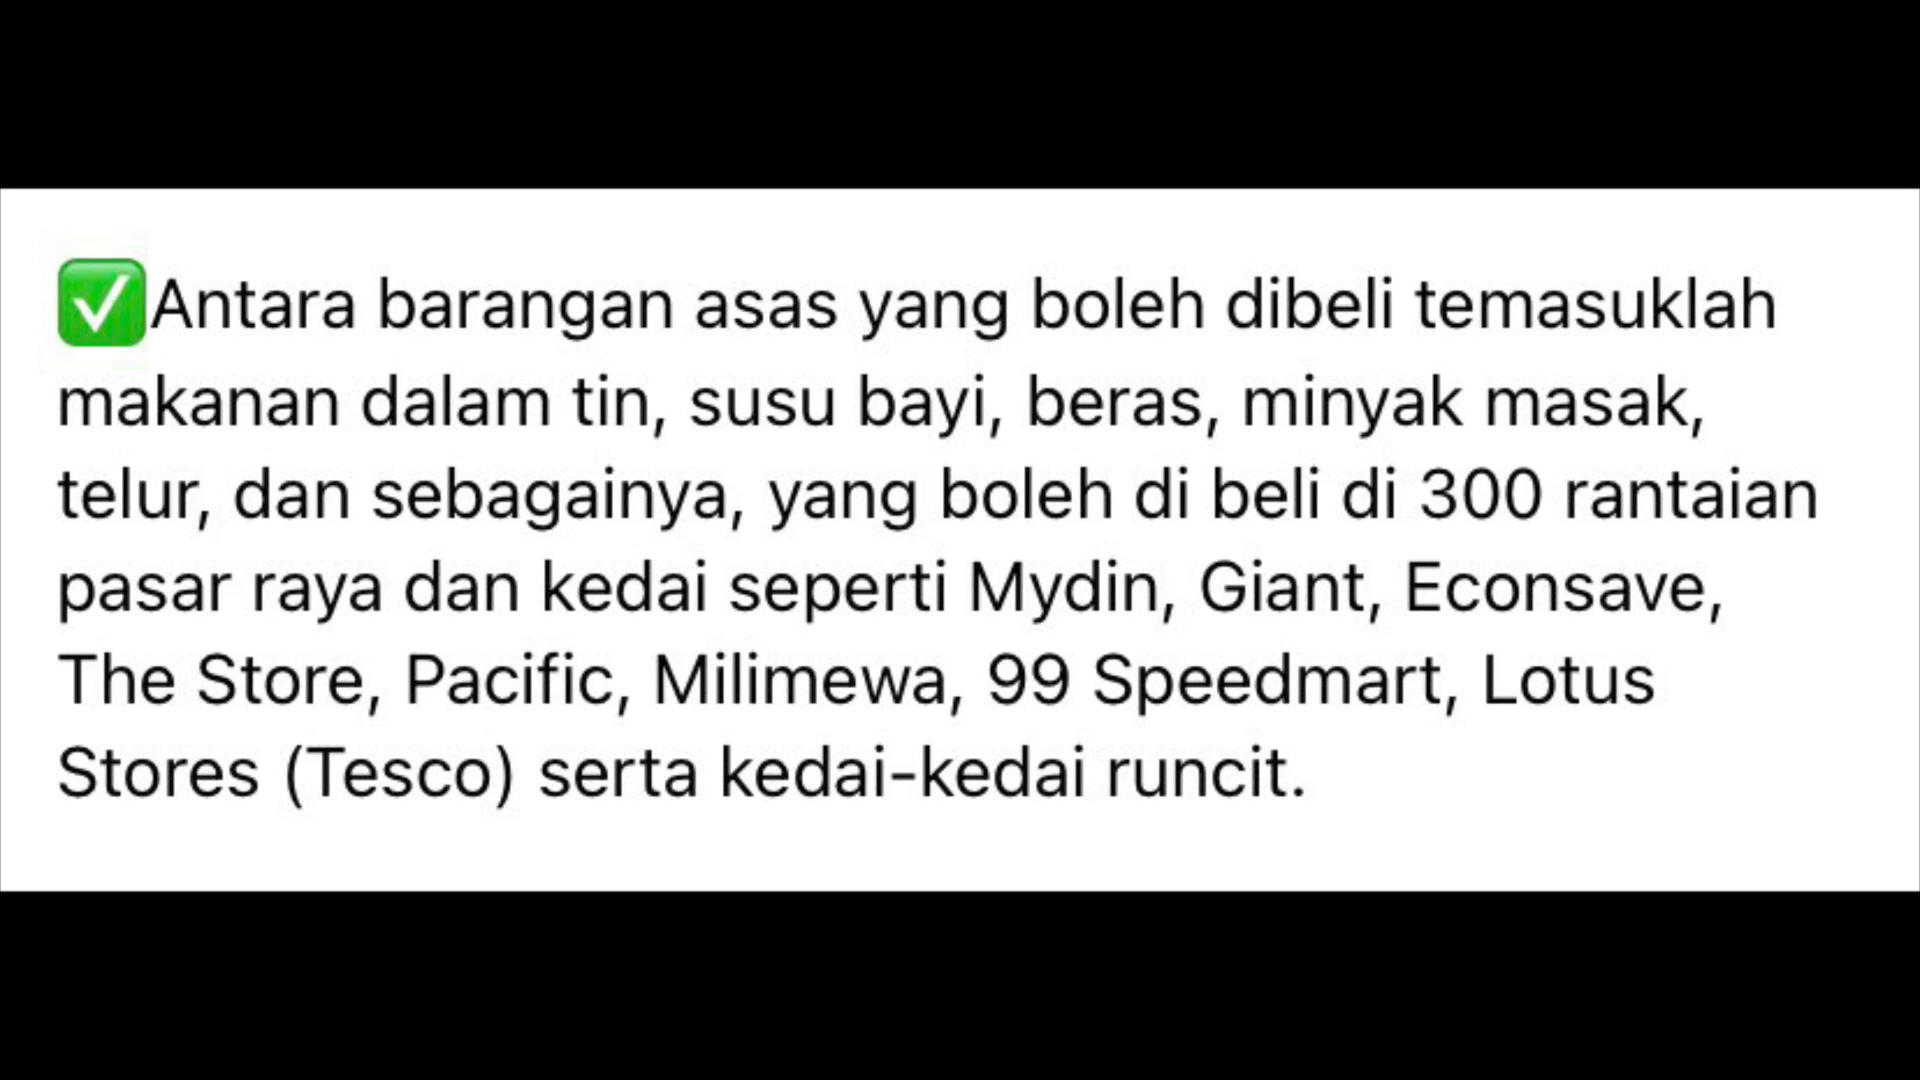 ✅Antara barangan asas yang boleh dibeli temasuklah
makanan dalam tin, susu bayi, beras, minyak masak,
telur, dan sebagainya, yang boleh di beli di 300 rantaian
pasar raya dan kedai seperti Mydin, Giant, Econsave,
The Store, Pacific, Milimewa, 99 Speedmart, Lotus
Stores (Tesco) serta kedai-kedai runcit.